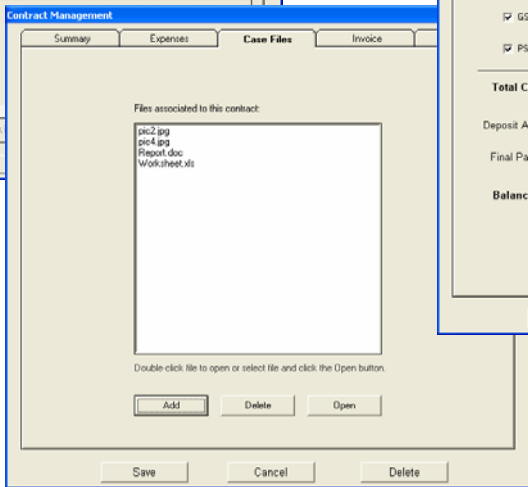 Contract Management
Summary
Expenses
Case Files
Invoice
Files associated to this contract:
pic2.jpg
pic4.jpg
Report.doc
Worksheet.xls
Double click file to open or select file and click the Open button.
Add
Delete
Open
Save
Cancel
Delete
GS
PS
Total C
Deposit A
Final Pa
Balanc